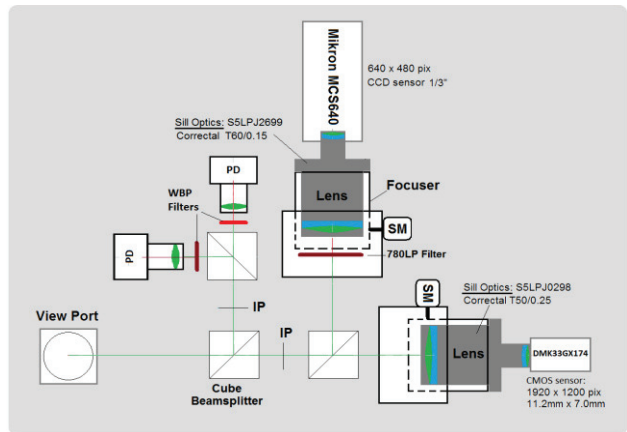 Mikron MCS640
640 x 480 pix
CCD sensor 1/3"
Sill Optics: S5LPJ2699
Correctal T60/0.15
PD
WBP
Filters
Lens
Focuser
SM
780LP Filter
PD
SM
Sill Optics: S5LPJ0298
Correctal T50/0.25
IP
View Port
IP
Lens
DMK33GX174
Cube
Beamsplitter
CMOS sensor:
1920 x 1200 pix
11.2mm x 7.0mm